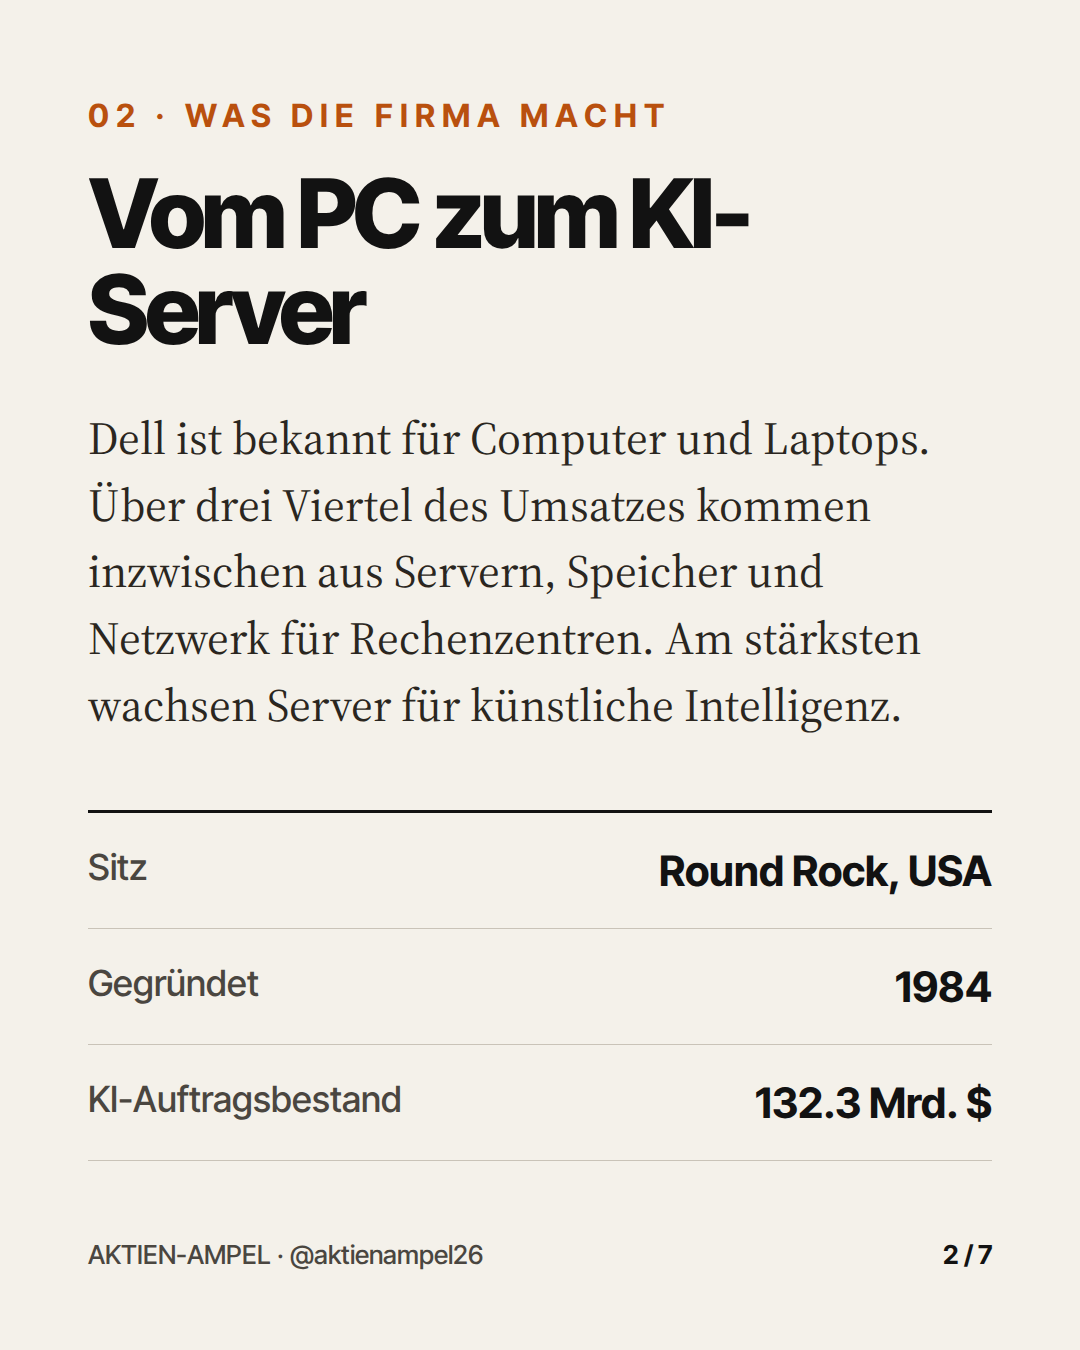 02 · WAS DIE FIRMA MACHT
Vom PC zum KI-
Server
Dell ist bekannt für Computer und Laptops.
Über drei Viertel des Umsatzes kommen
inzwischen aus Servern, Speicher und
Netzwerk für Rechenzentren. Am stärksten
wachsen Server für künstliche Intelligenz.
Sitz Round Rock, USA
Gegründet 1984
KI-Auftragsbestand 132.3 Mrd. $
AKTIEN-AMPEL · @aktienampel26 2 / 7